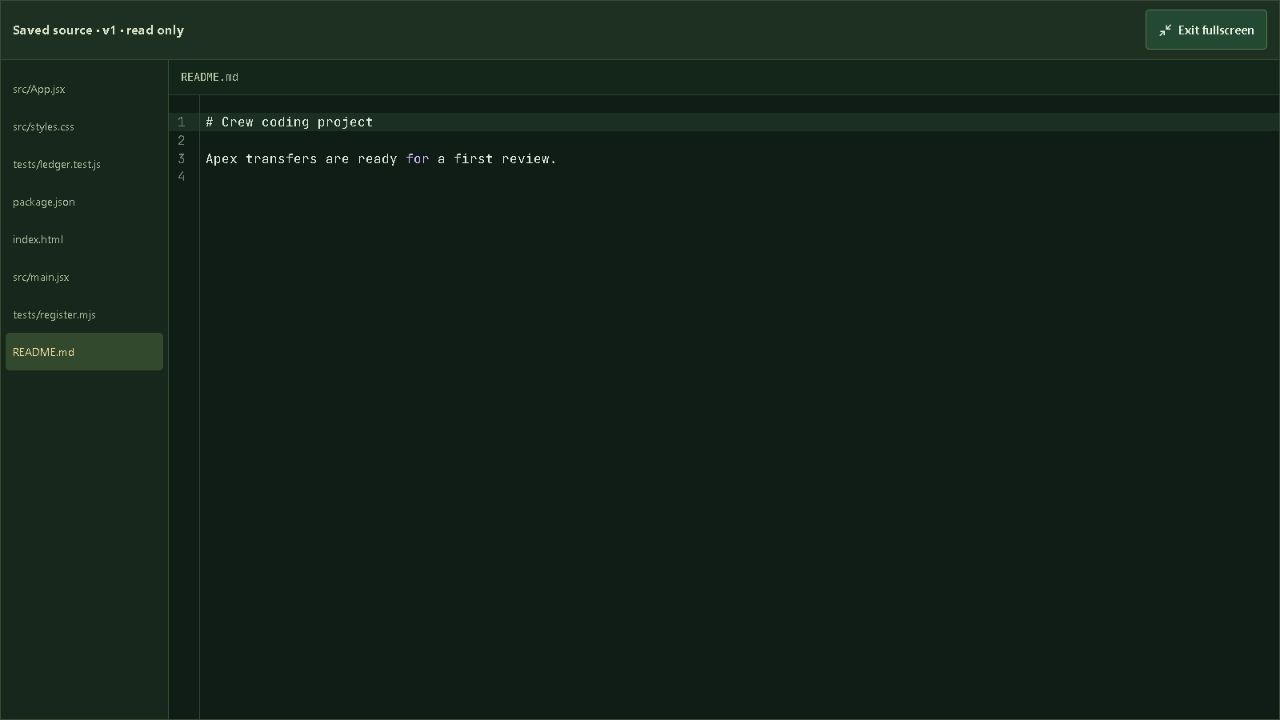 Saved source · v1 · read only
Exit fullscreen
src/App.jsx
src/styles.css
tests/ledger.test.js
package.json
index.html
src/main.jsx
tests/register.mjs
README.md
README.md
1 # Crew coding project
2
3 Apex transfers are ready for a first review.
4